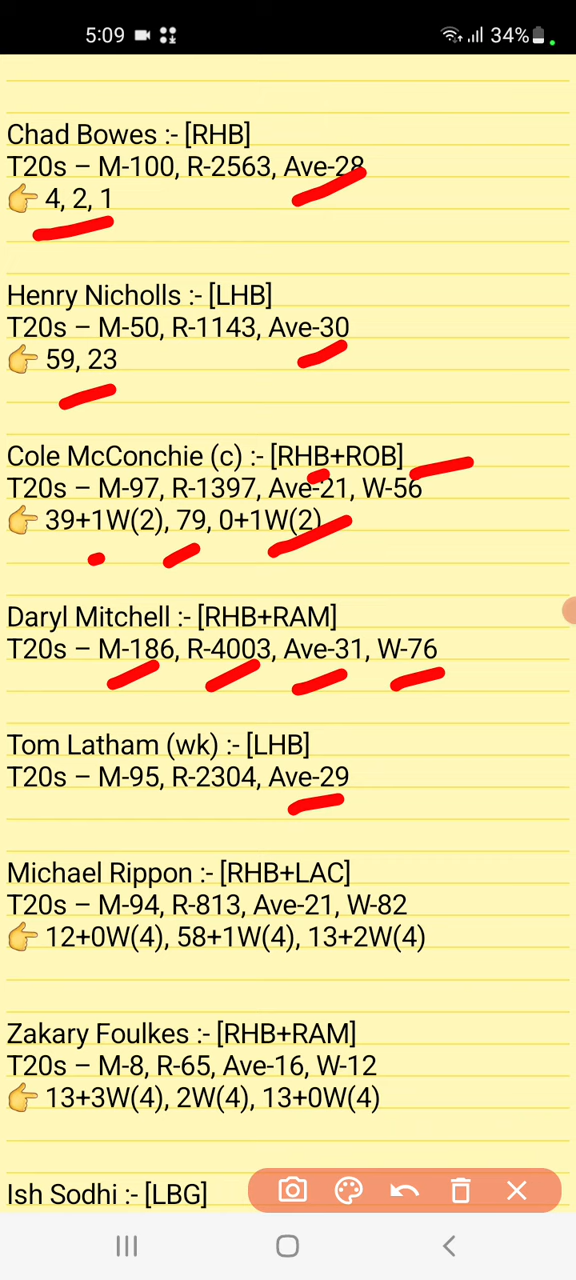 5:09
34%
Chad Bowes :- [RHB]
T20s – M-100, R-2563, Ave-28
👉 4, 2, 1
Henry Nicholls :- [LHB]
T20s – M-50, R-1143, Ave-30
👉 59, 23
Cole McConchie (c) :- [RHB+ROB]
T20s – M-97, R-1397, Ave-21, W-56
👉 39+1W(2), 79, 0+1W(2)
Daryl Mitchell :- [RHB+RAM]
T20s – M-186, R-4003, Ave-31, W-76
Tom Latham (wk) :- [LHB]
T20s – M-95, R-2304, Ave-29
Michael Rippon :- [RHB+LAC]
T20s – M-94, R-813, Ave-21, W-82
👉 12+0W(4), 58+1W(4), 13+2W(4)
Zakary Foulkes :- [RHB+RAM]
T20s – M-8, R-65, Ave-16, W-12
👉 13+3W(4), 2W(4), 13+0W(4)
Ish Sodhi :- [LBG]